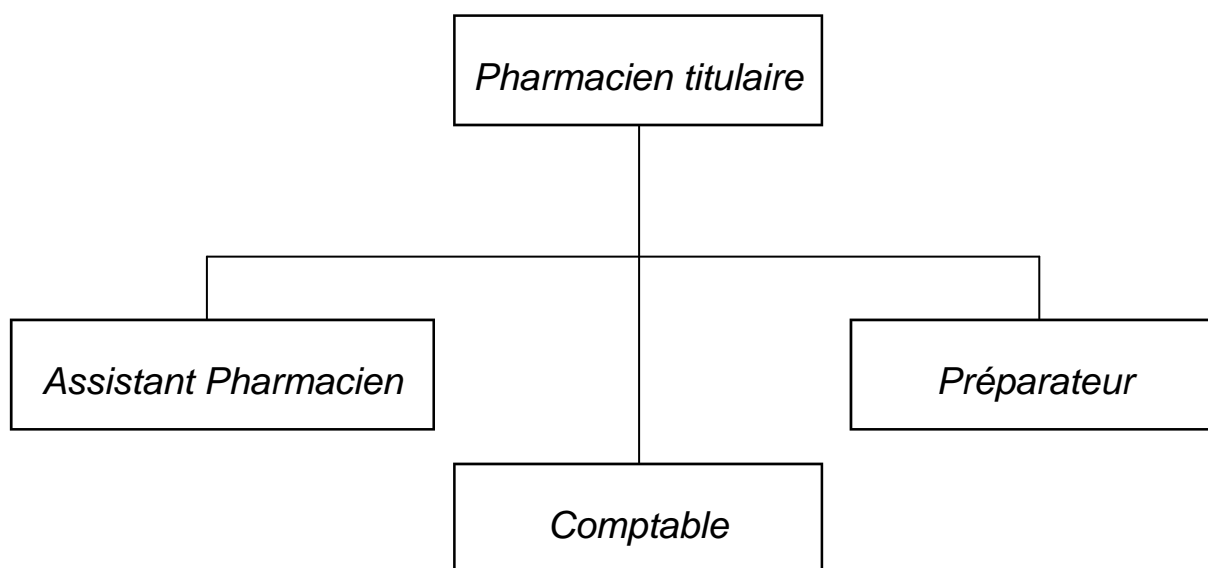 Pharmacien titulaire
Assistant Pharmacien
Préparateur
Comptable